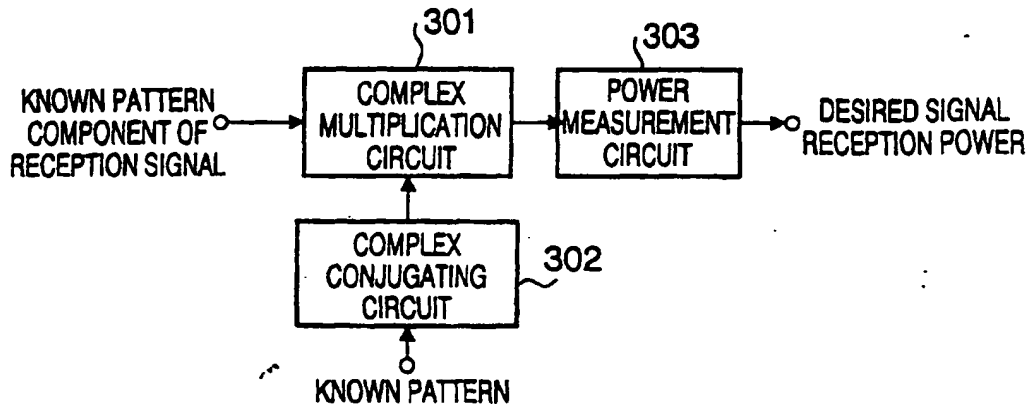 301
303
KNOWN PATTERN
COMPONENT OF
RECEPTION SIGNAL
COMPLEX
MULTIPLICATION
CIRCUIT
POWER
MEASUREMENT
CIRCUIT
DESIRED SIGNAL
RECEPTION POWER
COMPLEX
CONJUGATING
CIRCUIT
302
KNOWN PATTERN